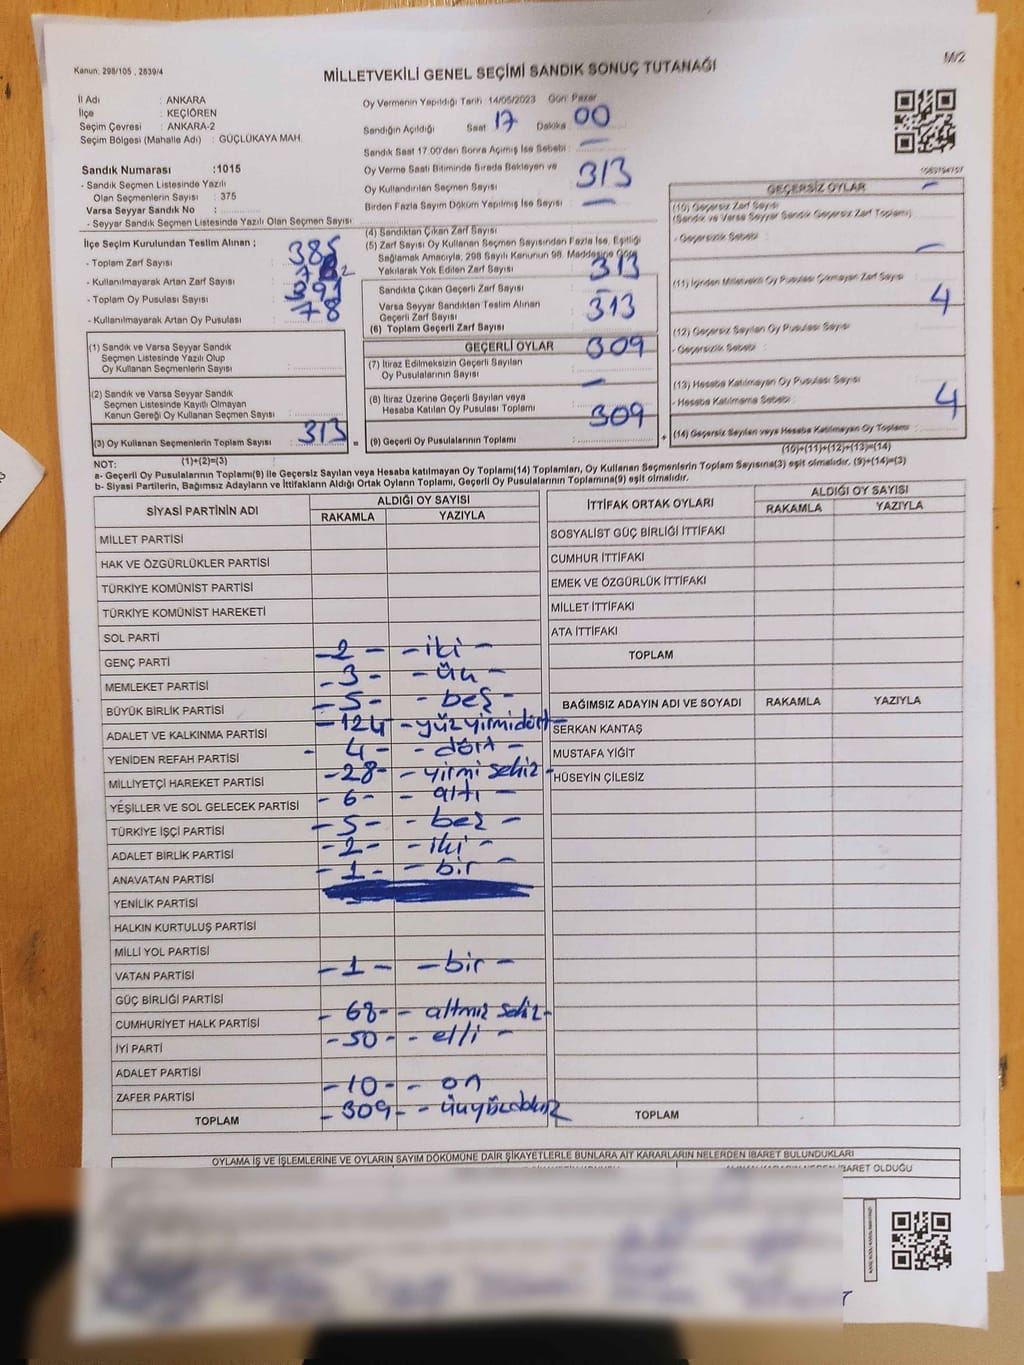 M/2
Kanun: 298/105 , 2839/4
MİLLETVEKİLİ GENEL SEÇİMİ SANDIK SONUÇ TUTANAĞI
İl Adı : ANKARA
İlçe : KEÇİÖREN
Seçim Çevresi : ANKARA-2
Seçim Bölgesi (Mahalle Adı) : GÜÇLÜKAYA MAH.
Oy Vermenin Yapıldığı Tarih :14/05/2023 Gün: Pazar
Sandığın Açıldığı Saat 17 Dakika : 00
Sandık Saat 17.00'den Sonra Açılmış İse Sebebi : —
Sandık Numarası :1015
- Sandık Seçmen Listesinde Yazılı
Olan Seçmenlerin Sayısı : 375
Varsa Seyyar Sandık No :
- Seyyar Sandık Seçmen Listesinde Yazılı Olan Seçmen Sayısı :
Oy Verme Saati Bitiminde Sırada Bekleyen ve
Oy Kullandırılan Seçmen Sayısı : 313
Birden Fazla Sayım Döküm Yapılmış İse Sayısı : —
İlçe Seçim Kurulundan Teslim Alınan ;
- Toplam Zarf Sayısı : 385
- Kullanılmayarak Artan Zarf Sayısı :
- Toplam Oy Pusulası Sayısı : 391
- Kullanılmayarak Artan Oy Pusulası : 78
(4) Sandıktan Çıkan Zarf Sayısı :
(5) Zarf Sayısı Oy Kullanan Seçmen Sayısından Fazla İse, Eşitliği
Sağlamak Amacıyla, 298 Sayılı Kanunun 98. Maddesine Göre
Yakılarak Yok Edilen Zarf Sayısı : 313
Sandıkta Çıkan Geçerli Zarf Sayısı :
Varsa Seyyar Sandıktan Teslim Alınan
Geçerli Zarf Sayısı : 313
(6) Toplam Geçerli Zarf Sayısı :
GEÇERLİ OYLAR 309
(7) İtiraz Edilmeksizin Geçerli Sayılan
Oy Pusulalarının Sayısı : —
(8) İtiraz Üzerine Geçerli Sayılan veya
Hesaba Katılan Oy Pusulası Toplamı : 309
(9) Geçerli Oy Pusulalarının Toplamı :
GEÇERSİZ OYLAR —
(10) Geçersiz Zarf Sayısı
(Sandık ve Varsa Seyyar Sandık Geçersiz Zarf Toplamı)
- Geçersizlik Sebebi : —
(11) İçinden Milletvekili Oy Pusulası Çıkmayan Zarf Sayısı : 4
(12) Geçersiz Sayılan Oy Pusulası Sayısı :
- Geçersizlik Sebebi :
(13) Hesaba Katılmayan Oy Pusulası Sayısı :
- Hesaba Katılmama Sebebi : 4
(14) Geçersiz Sayılan veya Hesaba Katılmayan Oy Toplamı :
(10)+(11)+(12)+(13)=(14)
(1) Sandık ve Varsa Seyyar Sandık
Seçmen Listesinde Yazılı Olup
Oy Kullanan Seçmenlerin Sayısı :
(2) Sandık ve Varsa Seyyar Sandık
Seçmen Listesinde Kayıtlı Olmayan
Kanun Gereği Oy Kullanan Seçmen Sayısı :
(3) Oy Kullanan Seçmenlerin Toplam Sayısı : 313
(1)+(2)=(3)
NOT:
a- Geçerli Oy Pusulalarının Toplamı(9) ile Geçersiz Sayılan veya Hesaba katılmayan Oy Toplamı(14) Toplamları, Oy Kullanan Seçmenlerin Toplam Sayısına(3) eşit olmalıdır. (9)+(14)=(3)
b- Siyasi Partilerin, Bağımsız Adayların ve İttifakların Aldığı Ortak Oyların Toplamı, Geçerli Oy Pusulalarının Toplamına(9) eşit olmalıdır.
SİYASİ PARTİNİN ADI ALDIĞI OY SAYISI
RAKAMLA YAZIYLA
MİLLET PARTİSİ
HAK VE ÖZGÜRLÜKLER PARTİSİ
TÜRKİYE KOMÜNİST PARTİSİ
TÜRKİYE KOMÜNİST HAREKETİ
SOL PARTİ
GENÇ PARTİ -2- -iki-
MEMLEKET PARTİSİ -3- -üç-
BÜYÜK BİRLİK PARTİSİ -5- -beş-
ADALET VE KALKINMA PARTİSİ -124 -yüzyirmidört-
YENİDEN REFAH PARTİSİ -4- -dört-
MİLLİYETÇİ HAREKET PARTİSİ -28- -yirmi sekiz-
YEŞİLLER VE SOL GELECEK PARTİSİ -6- -altı-
TÜRKİYE İŞÇİ PARTİSİ -5- -beş-
ADALET BİRLİK PARTİSİ -2- -iki-
ANAVATAN PARTİSİ -1- -bir-
YENİLİK PARTİSİ
HALKIN KURTULUŞ PARTİSİ
MİLLİ YOL PARTİSİ
VATAN PARTİSİ -1- -bir-
GÜÇ BİRLİĞİ PARTİSİ
CUMHURİYET HALK PARTİSİ -68- -altmış sekiz-
İYİ PARTİ -50- -elli-
ADALET PARTİSİ
ZAFER PARTİSİ -10- -on
TOPLAM -309- -üçyüzdokuz
İTTİFAK ORTAK OYLARI ALDIĞI OY SAYISI
RAKAMLA YAZIYLA
SOSYALİST GÜÇ BİRLİĞİ İTTİFAKI
CUMHUR İTTİFAKI
EMEK VE ÖZGÜRLÜK İTTİFAKI
MİLLET İTTİFAKI
ATA İTTİFAKI
TOPLAM
BAĞIMSIZ ADAYIN ADI VE SOYADI RAKAMLA YAZIYLA
SERKAN KANTAŞ
MUSTAFA YİĞİT
HÜSEYİN ÇİLESİZ
TOPLAM
OYLAMA İŞ VE İŞLEMLERİNE VE OYLARIN SAYIM DÖKÜMÜNE DAİR ŞİKAYETLERLE BUNLARA AİT KARARLARIN NELERDEN İBARET BULUNDUKLARI
İBARET OLDUĞU